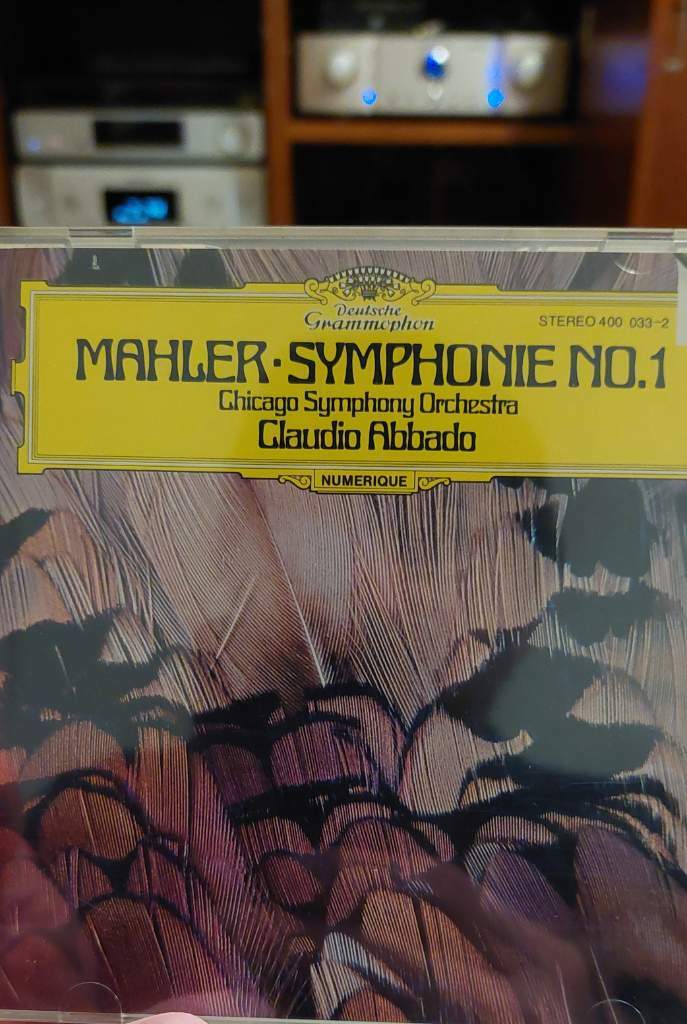 Deutsche
Grammophon
STEREO 400 033-2
MAHLER·SYMPHONIE NO.1
Chicago Symphony Orchestra
Claudio Abbado
NUMERIQUE